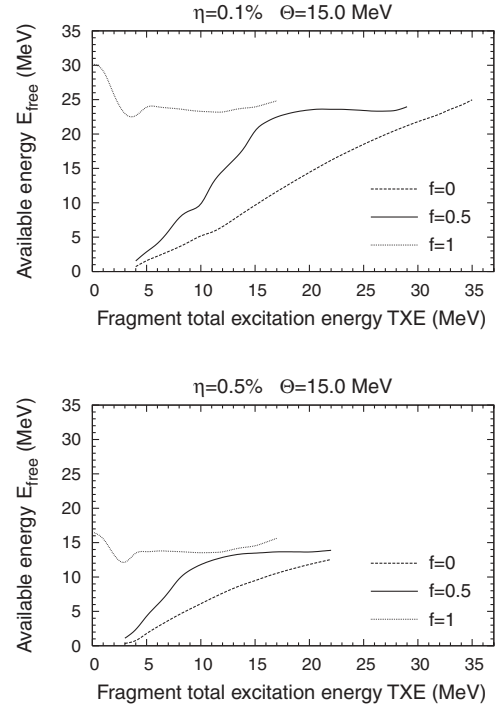 η=0.1% Θ=15.0 MeV
Available energy E_free (MeV)
35
30
25
20
15
10
5
0
f=0
f=0.5
f=1
0 5 10 15 20 25 30 35
Fragment total excitation energy TXE (MeV)
η=0.5% Θ=15.0 MeV
Available energy E_free (MeV)
35
30
25
20
15
10
5
0
f=0
f=0.5
f=1
0 5 10 15 20 25 30 35
Fragment total excitation energy TXE (MeV)